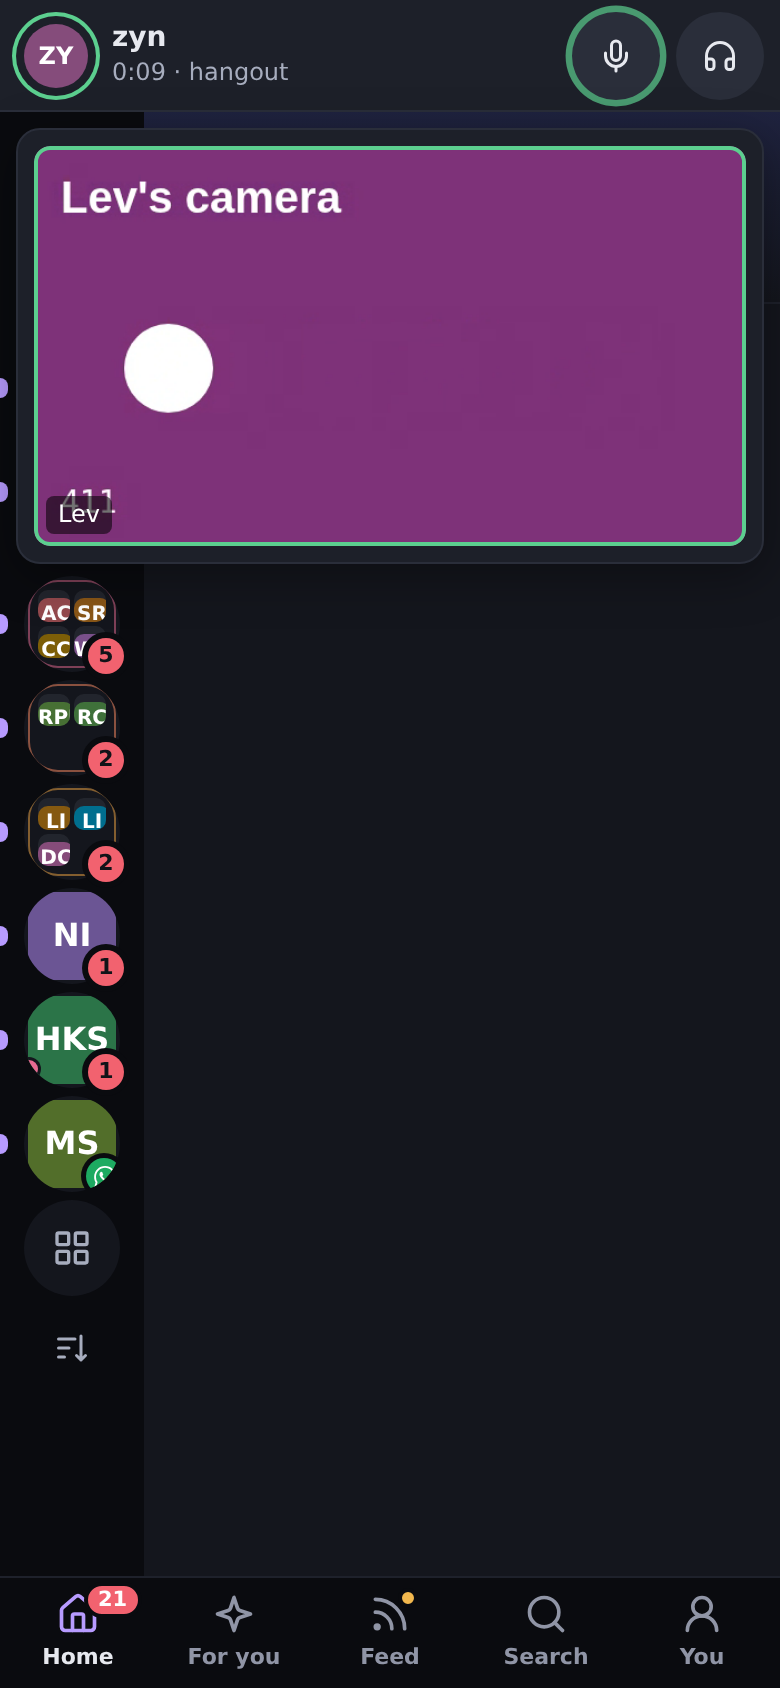 ZY
zyn
0:09 · hangout
Lev's camera
411
Lev
AC SR
CC
5
RP RC
2
LI LI
DC
2
NI
1
HKS
1
MS
21
Home
For you
Feed
Search
You